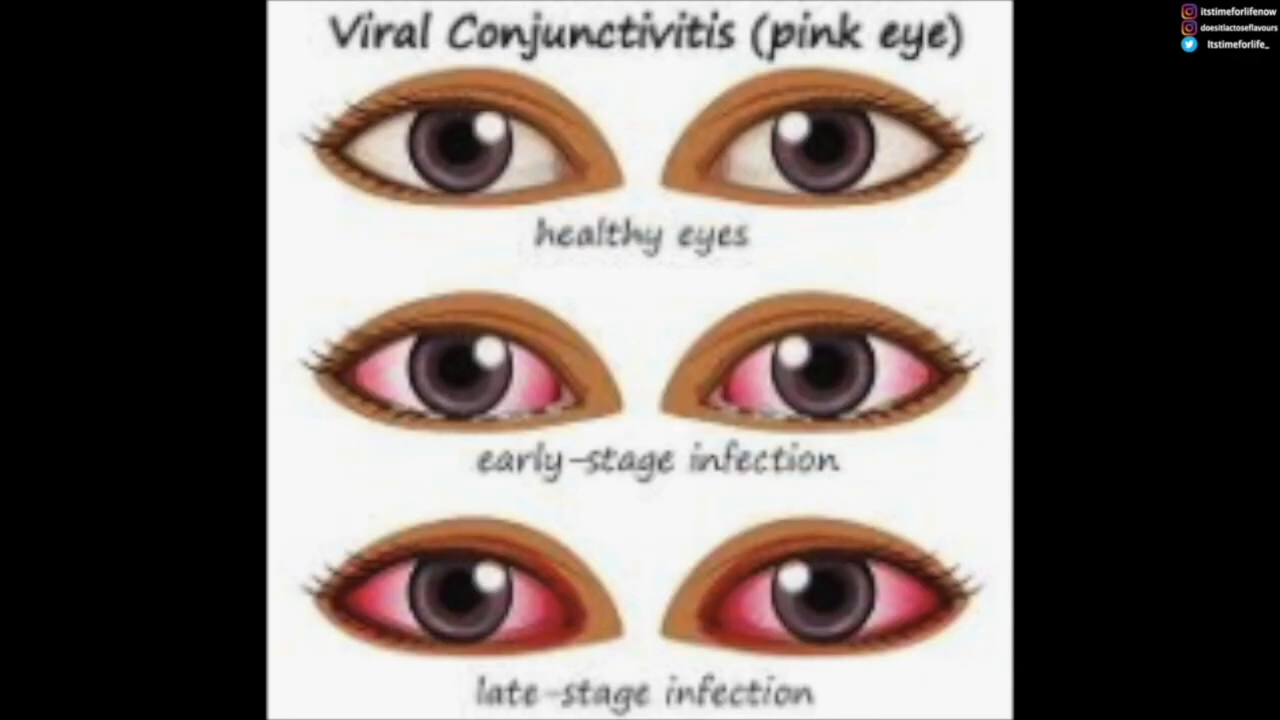 Viral Conjunctivitis (pink eye)
itstimeforlifenow
doesitlactoseflavours
Itstimeforlife_
healthy eyes
early-stage infection
late-stage infection